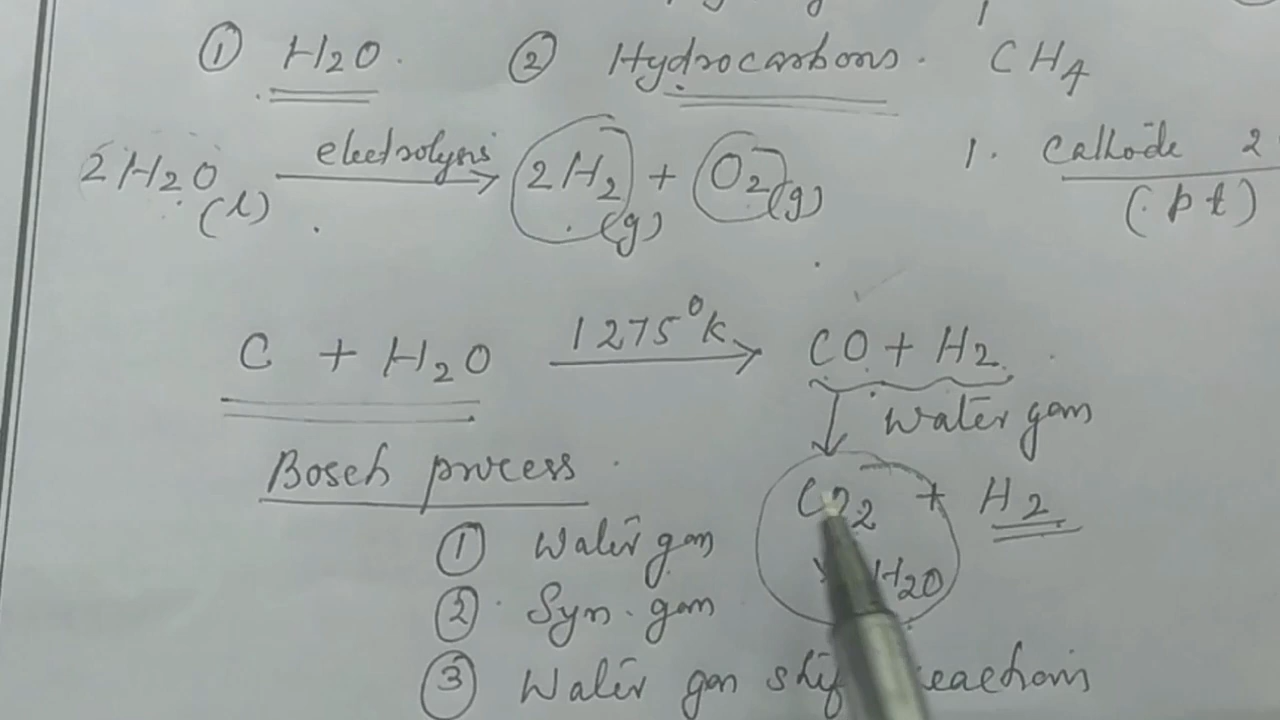 ① H2O. ② Hydrocarbons. CH4
2H2O(l) electrolysis → 2H2(g) + O2(g) 1. Cathode 2
(pt)
C + H2O 1275°K → CO + H2
Water gas
Bosch process
CO2 + H2
H2O
① Water gas
② Syn. gas
③ Water gas shif reactions